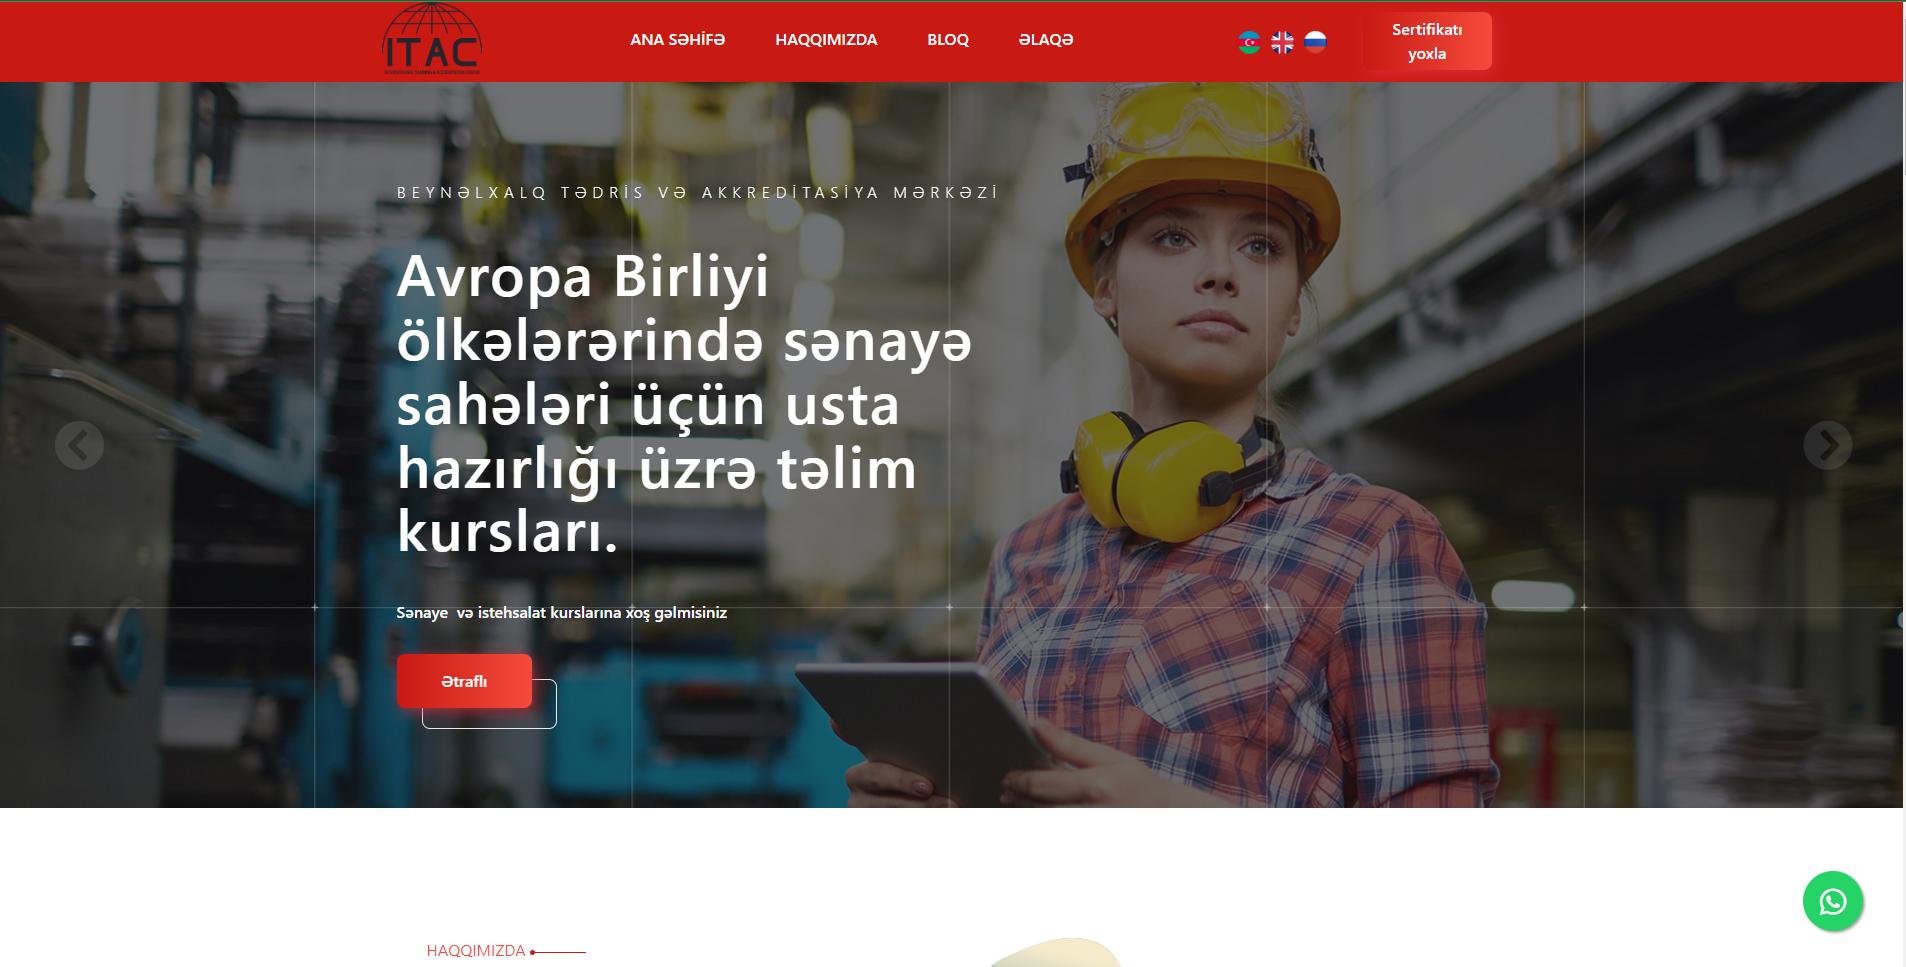 ITAC
ANA SƏHİFƏ
HAQQIMIZDA
BLOQ
ƏLAQƏ
Sertifikatı
yoxla
BEYNƏLXALQ TƏDRİS VƏ AKKREDİTASİYA MƏRKƏZİ
Avropa Birliyi
ölkələrərində sənayə
sahələri üçün usta
hazırlığı üzrə təlim
kursları.
Sənaye və istehsalat kurslarına xoş gəlmisiniz
Ətraflı
HAQQIMIZDA